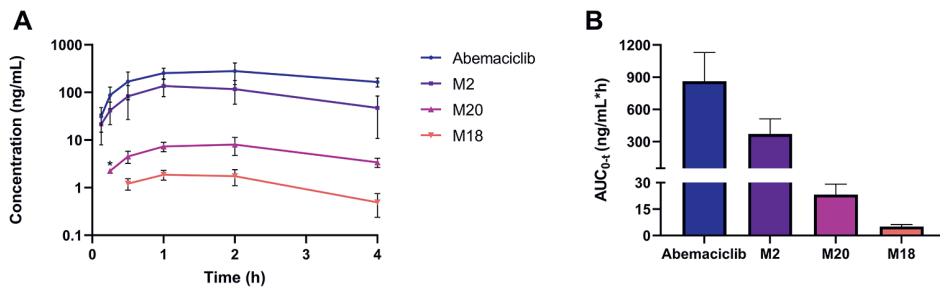 A
Concentration (ng/mL)
1000
100
10
1
0.1
0
1
2
3
4
Time (h)
*
Abemaciclib
M2
M20
M18
B
AUC0-t (ng/mL*h)
1200
900
600
300
30
15
0
Abemaciclib
M2
M20
M18